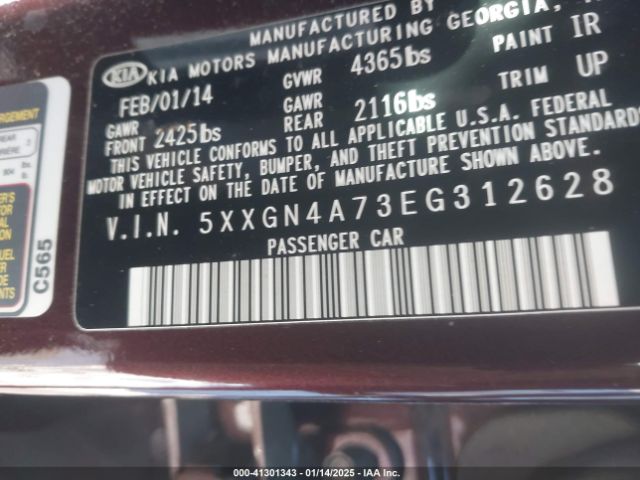 MANUFACTURED BY
KIA KIA MOTORS MANUFACTURING GEORGIA,
FEB/01/14 GVWR 4365lbs PAINT IR
GAWR FRONT 2425lbs GAWR REAR 2116lbs TRIM UP
THIS VEHICLE CONFORMS TO ALL APPLICABLE U.S.A. FEDERAL
MOTOR VEHICLE SAFETY, BUMPER, AND THEFT PREVENTION STANDARDS
IN EFFECT ON THE DATE OF MANUFACTURE SHOWN ABOVE.
V.I.N. 5XXGN4A73EG312628
PASSENGER CAR
C565
000-41301343 - 01/14/2025 - IAA Inc.